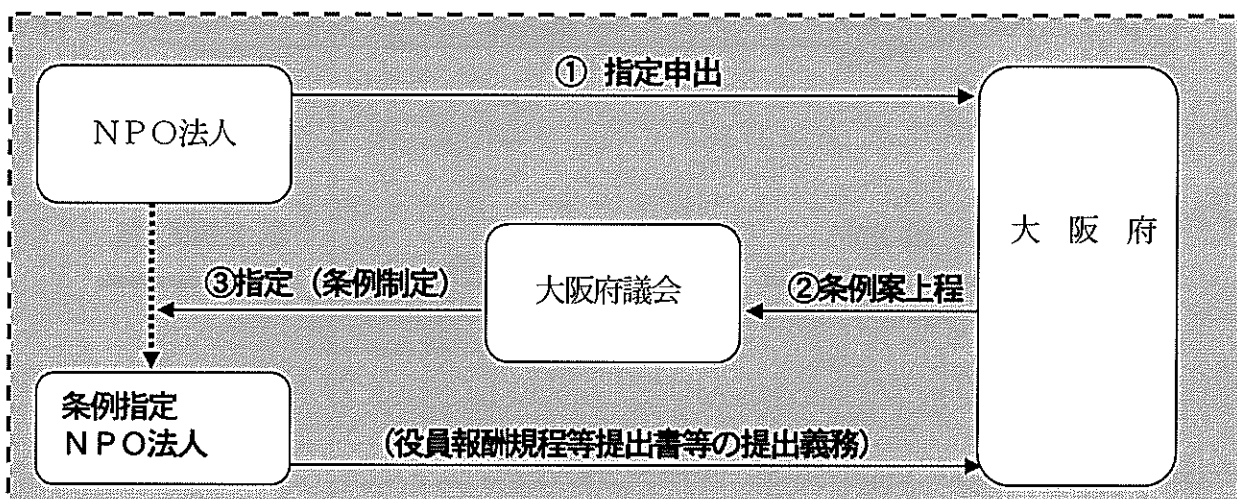 ① 指定申出
NPO法人
大 阪 府
③指定（条例制定）
大阪府議会
②条例案上程
条例指定
NPO法人
（役員報酬規程等提出書等の提出義務）